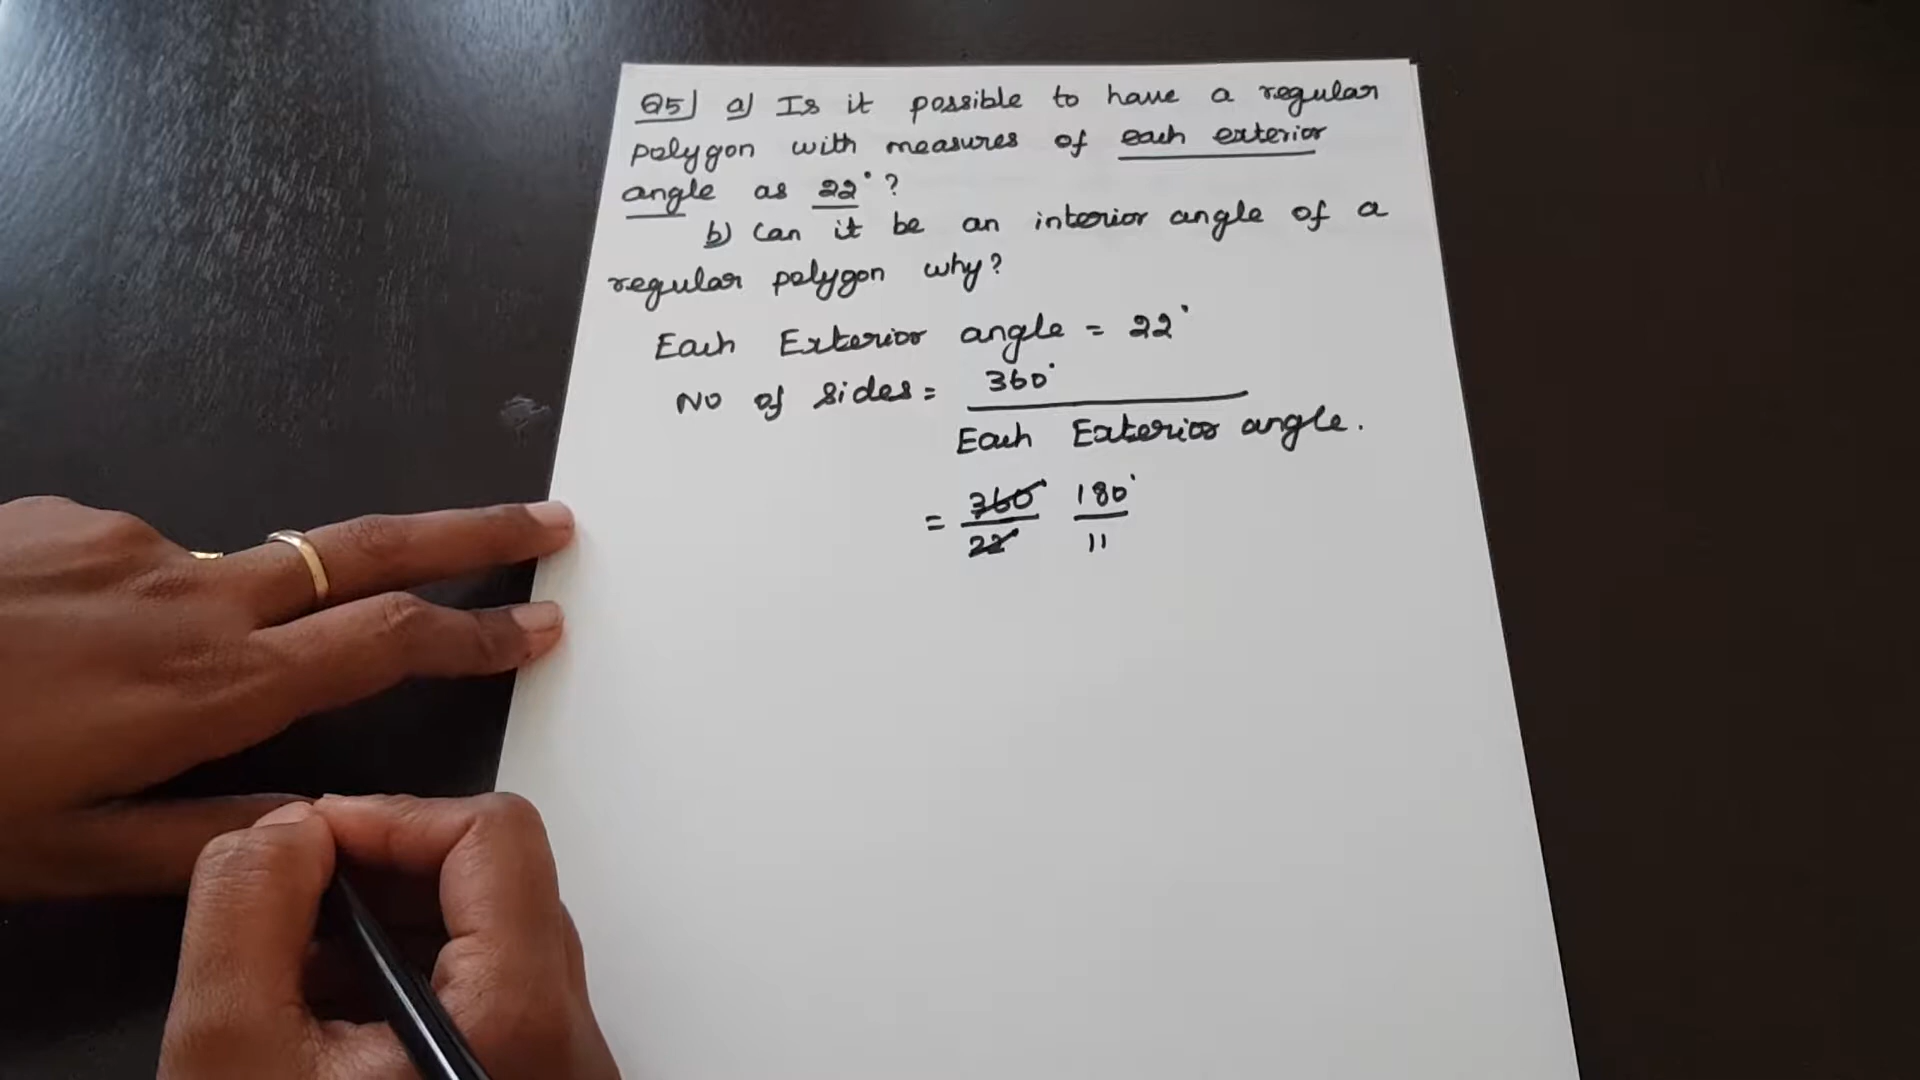 Q5) a) Is it possible to have a regular
polygon with measures of each exterior
angle as 22° ?
b) Can it be an interior angle of a
regular polygon why?
Each Exterior angle = 22°
No of sides = 360°
Each Exterior angle.
= 360 180°
22 11